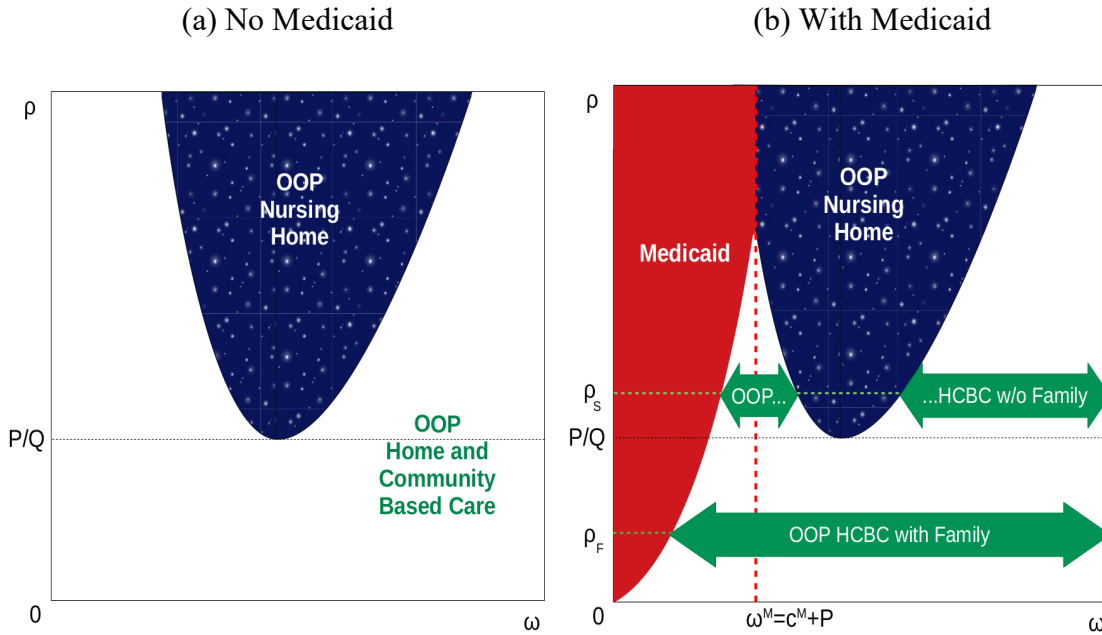 (a) No Medicaid
ρ
OOP
Nursing
Home
P/Q
OOP
Home and
Community
Based Care
0
ω
(b) With Medicaid
ρ
OOP
Nursing
Home
Medicaid
ρS
OOP...
...HCBC w/o Family
P/Q
ρF
OOP HCBC with Family
0
ωᴹ=cᴹ+P
ω